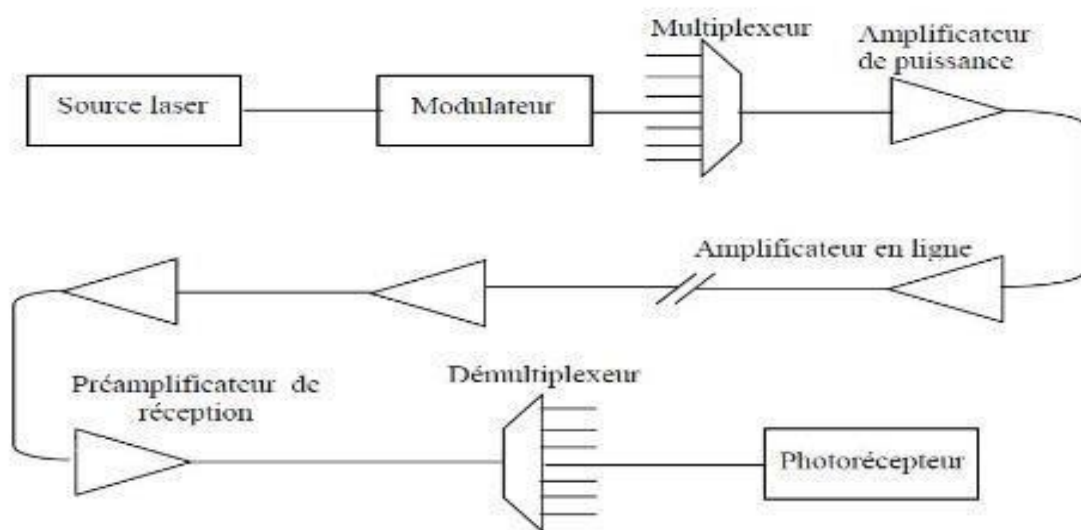 Multiplexeur
Amplificateur
de puissance
Source laser
Modulateur
Amplificateur en ligne
Préamplificateur de
réception
Démultiplexeur
Photorécepteur